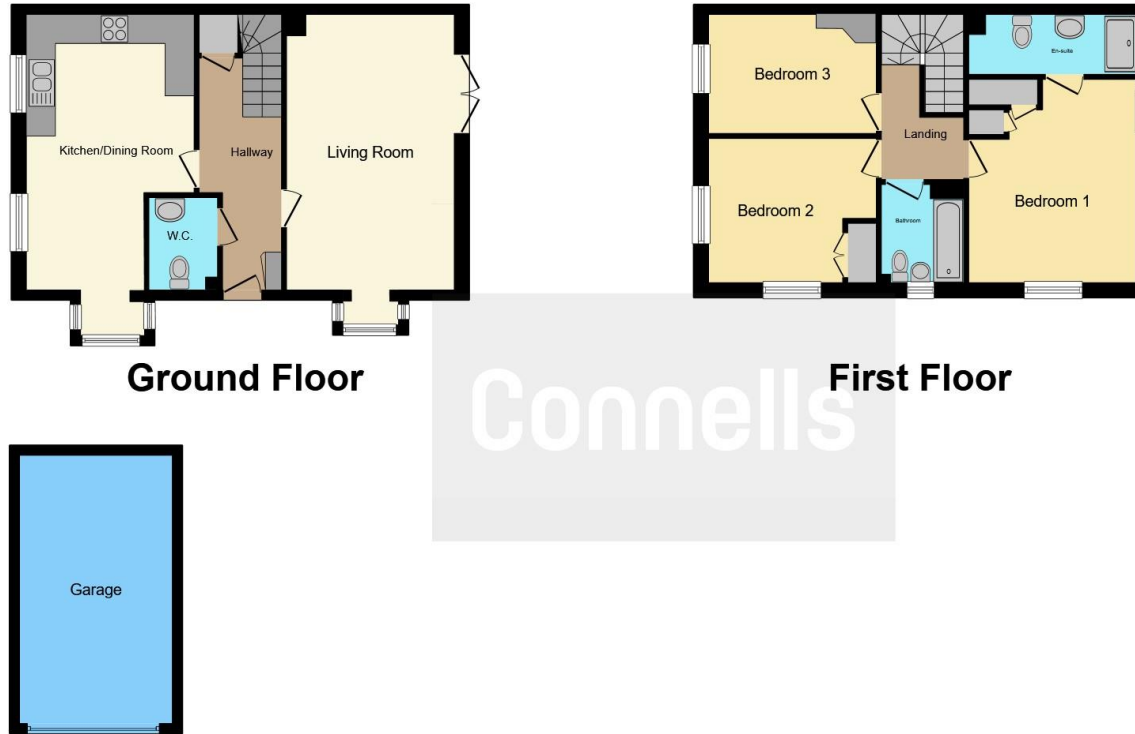 Kitchen/Dining Room
Hallway
Living Room
W.C.
Ground Floor
Bedroom 3
En-suite
Landing
Bedroom 2
Bathroom
Bedroom 1
First Floor
Connells
Garage